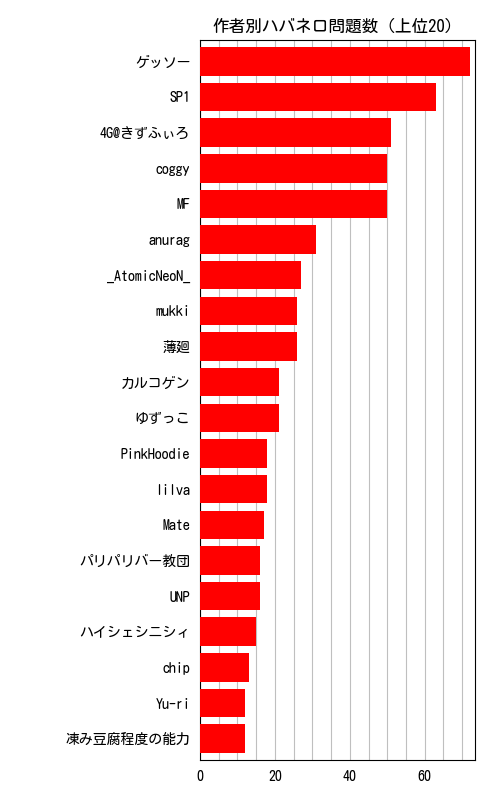 作者別ハバネロ問題数 (上位20)
ゲッソー
SP1
4G@きずふぃろ
coggy
MF
anurag
_AtomicNeoN_
mukki
薄廻
カルコゲン
ゆずっこ
PinkHoodie
lilva
Mate
パリパリバー教団
UNP
ハイシェシニシィ
chip
Yu-ri
凍み豆腐程度の能力
0 20 40 60